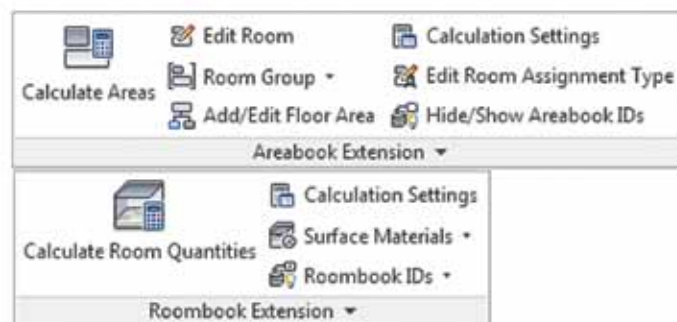 Calculate Areas
Edit Room
Room Group
Add/Edit Floor Area
Calculation Settings
Edit Room Assignment Type
Hide/Show Areabook IDs
Areabook Extension
Calculate Room Quantities
Calculation Settings
Surface Materials
Roombook IDs
Roombook Extension